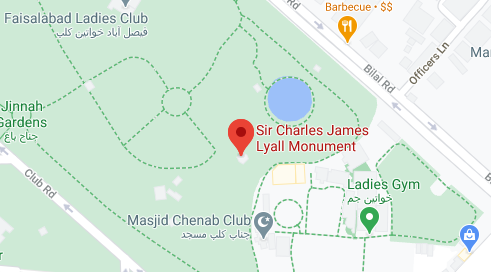 Faisalabad Ladies Club
فیصل آباد خواتین کلب
Barbecue • $$
Officers Ln
Bilal Rd
Jinnah
Gardens
جناح باغ
Sir Charles James
Lyall Monument
Club Rd
Ladies Gym
خواتین جم
Masjid Chenab Club
جناب کلب مسجد